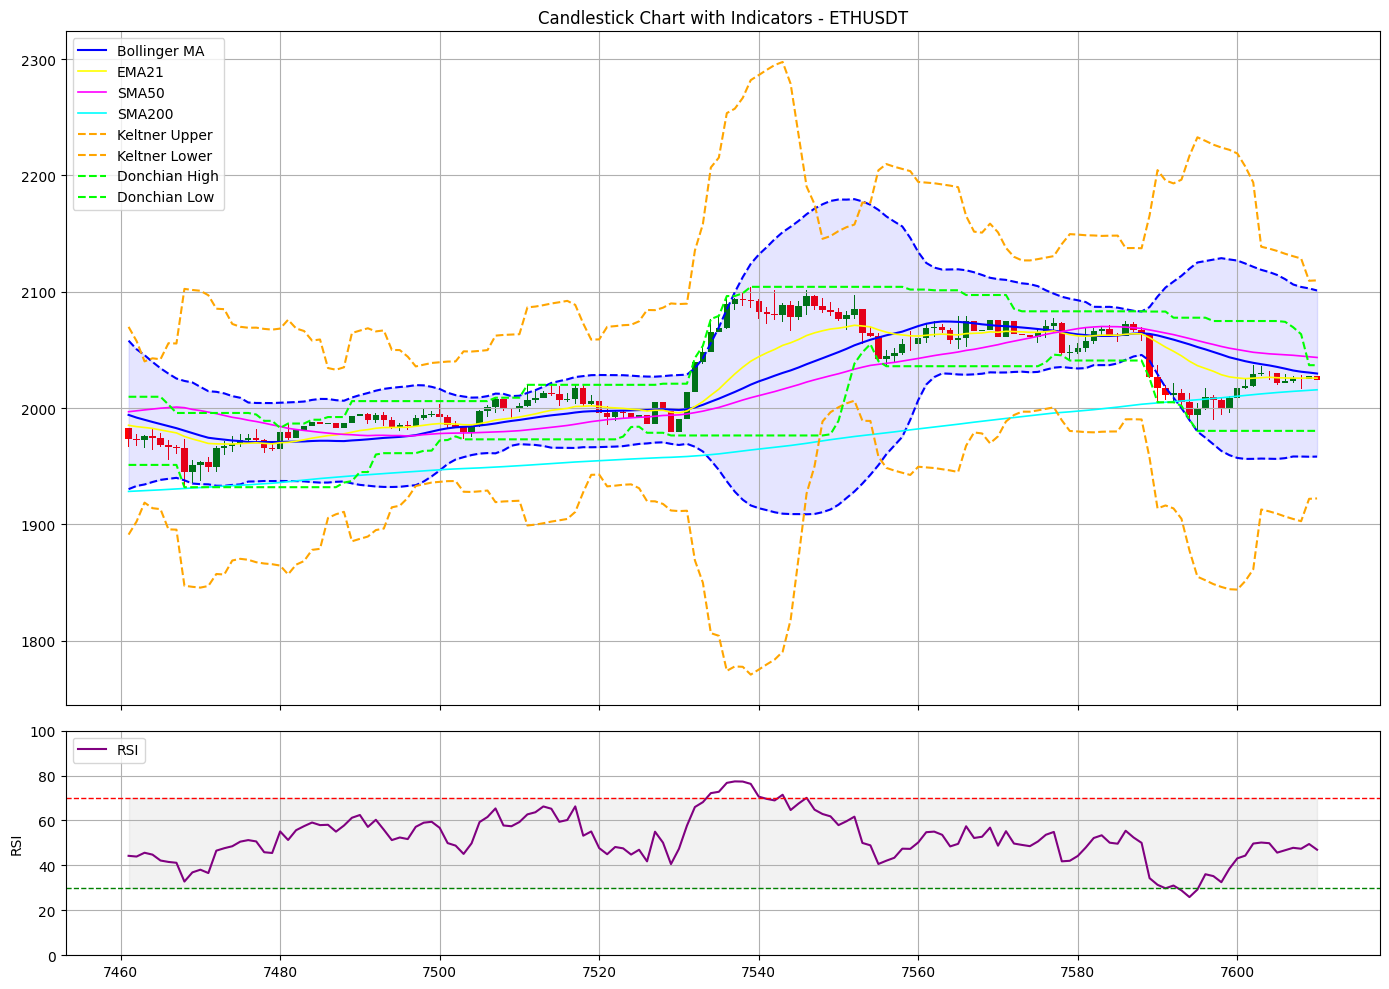 Candlestick Chart with Indicators - ETHUSDT
Bollinger MA
EMA21
SMA50
SMA200
Keltner Upper
Keltner Lower
Donchian High
Donchian Low
2300
2200
2100
2000
1900
1800
RSI
100
80
60
40
20
0
RSI
7460 7480 7500 7520 7540 7560 7580 7600